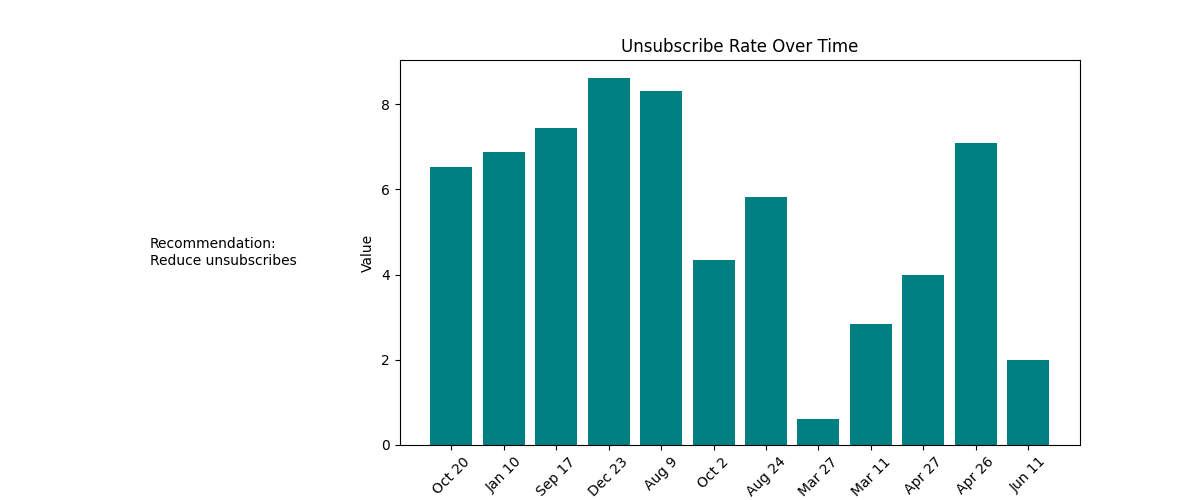 Unsubscribe Rate Over Time
Recommendation:
Reduce unsubscribes
Value
8
6
4
2
0
Oct 20
Jan 10
Sep 17
Dec 23
Aug 9
Oct 2
Aug 24
Mar 27
Mar 11
Apr 27
Apr 26
Jun 11